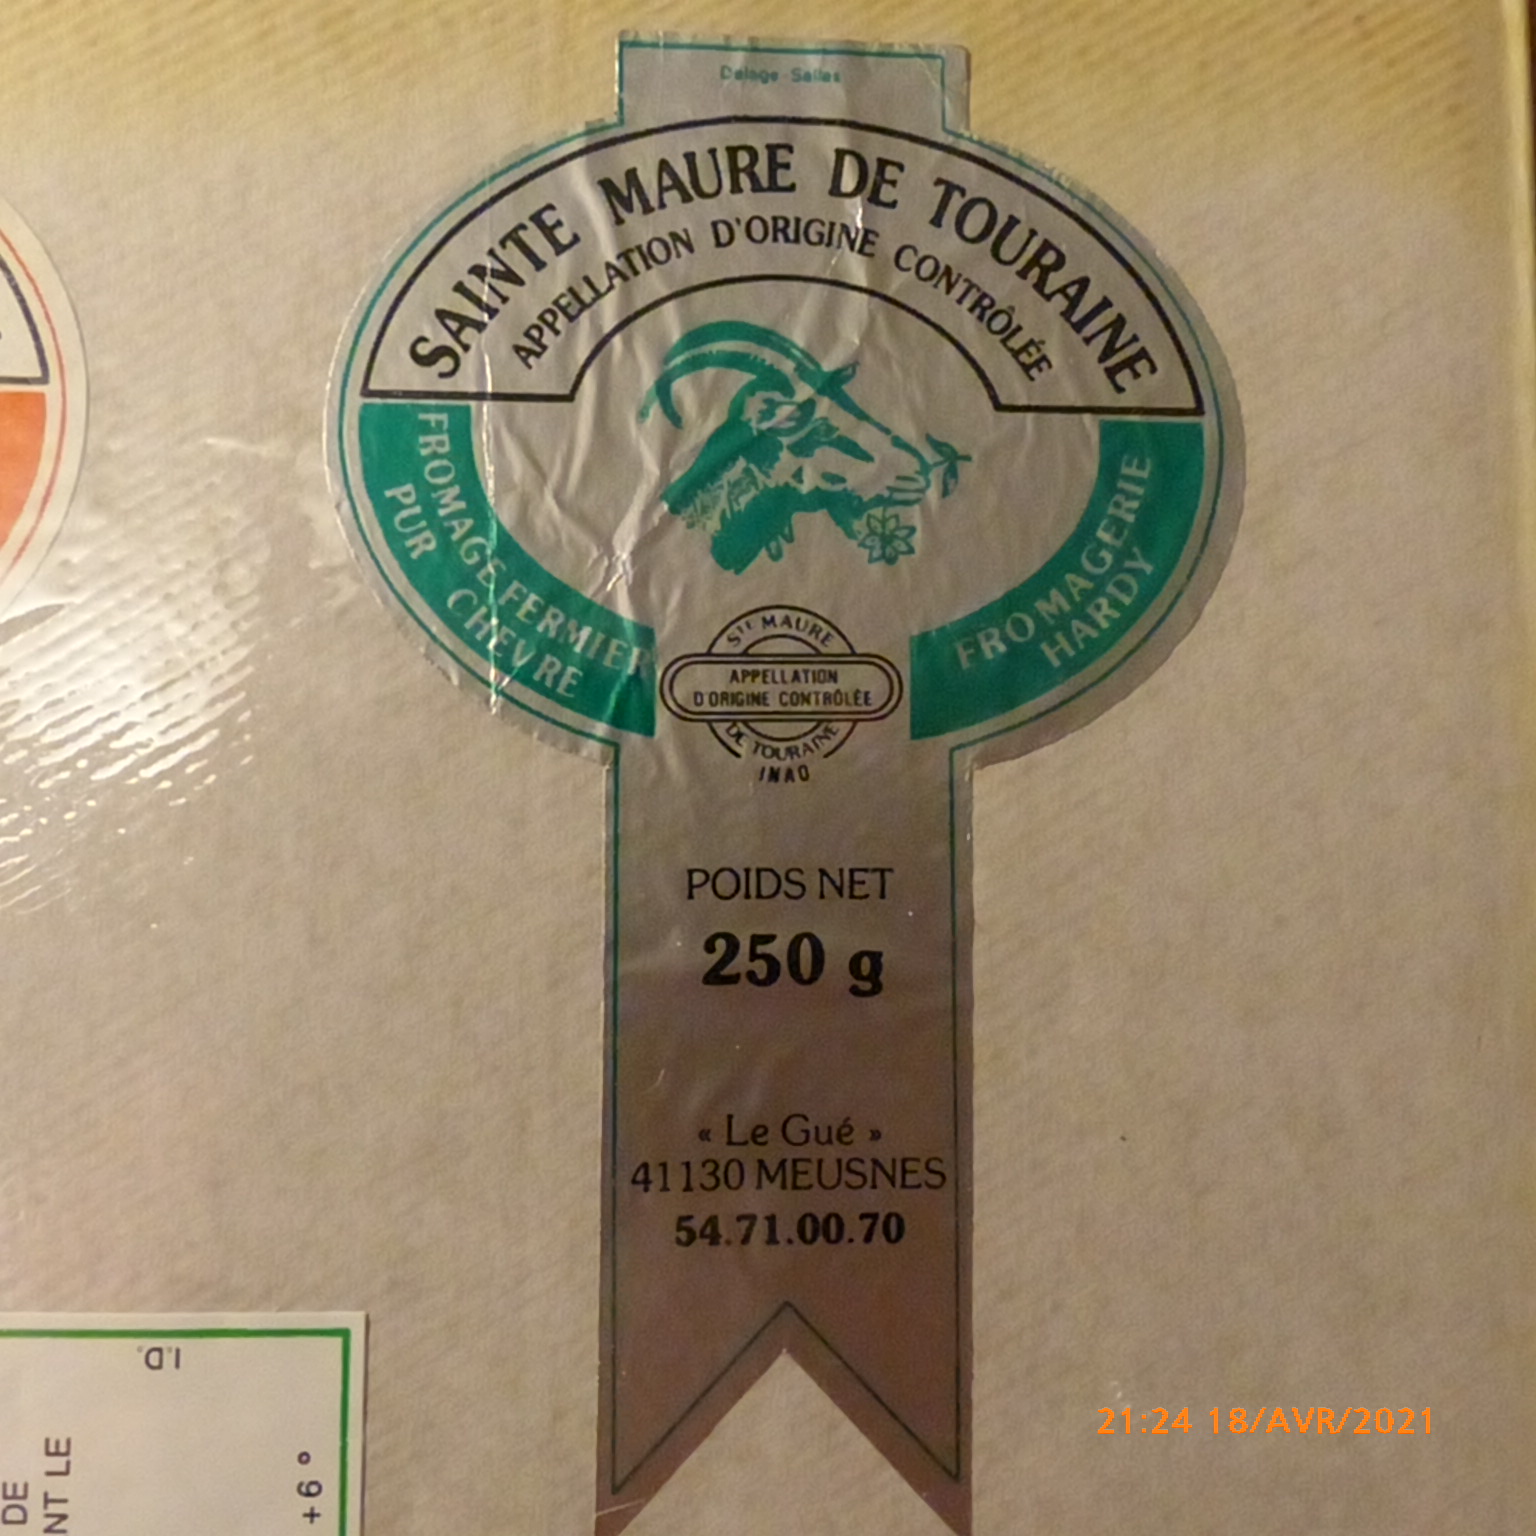 Delage Salles
SAINTE MAURE DE TOURAINE
APPELLATION D'ORIGINE CONTRÔLÉE
FROMAGE FERMIER
PUR CHEVRE
FROMAGERIE
HARDY
STE MAURE
APPELLATION
D'ORIGINE CONTRÔLÉE
DE TOURAINE
INAO
POIDS NET
250 g
« Le Gué »
41130 MEUSNES
54.71.00.70
I.D.
DE
NT LE
+6°
21:24 18/AVR/2021